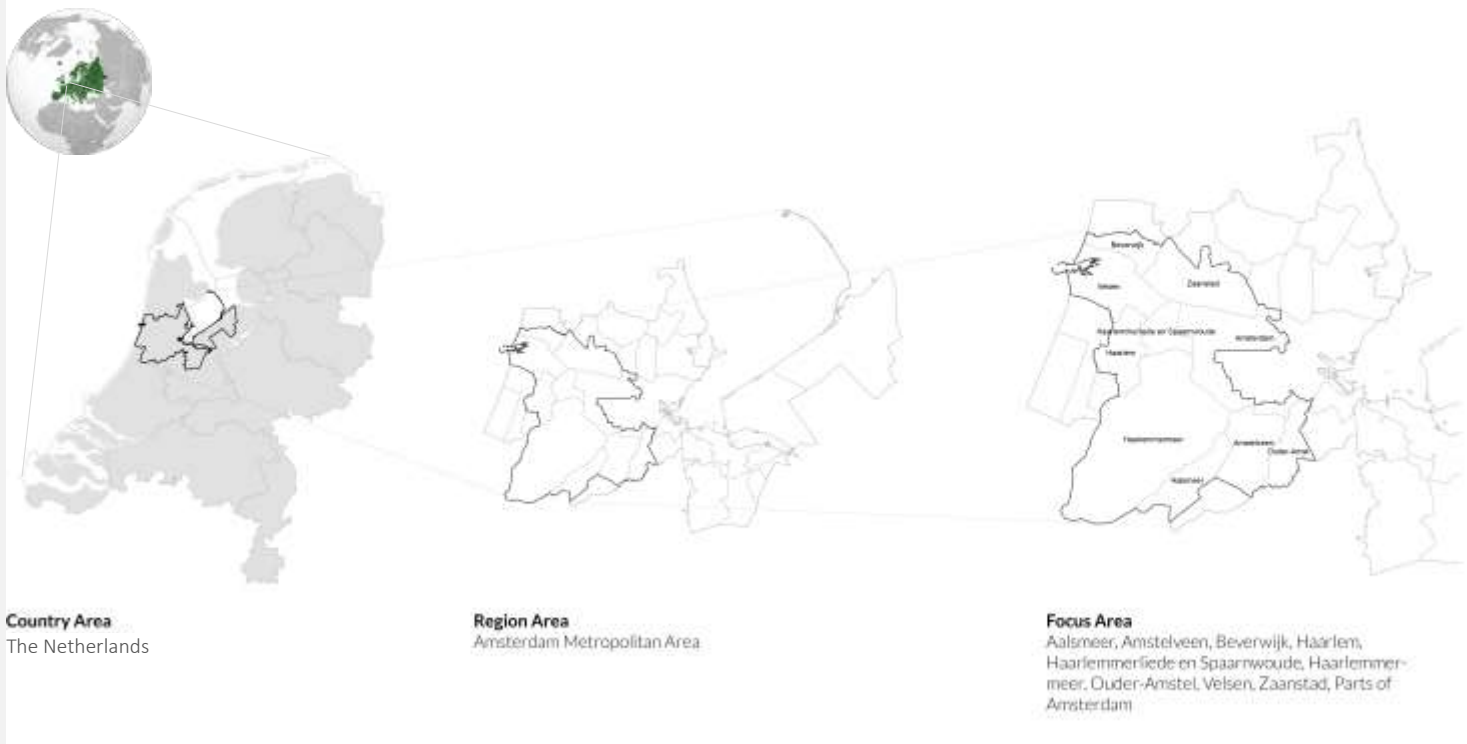 Beverwijk
Velsen
Zaanstad
Haarlemmerliede en Spaarnwoude
Amsterdam
Haarlem
Haarlemmermeer
Amstelveen
Ouder-Amstel
Aalsmeer
Country Area
The Netherlands
Region Area
Amsterdam Metropolitan Area
Focus Area
Aalsmeer, Amstelveen, Beverwijk, Haarlem,
Haarlemmerliede en Spaarnwoude, Haarlemmer-
meer, Ouder-Amstel, Velsen, Zaanstad, Parts of
Amsterdam